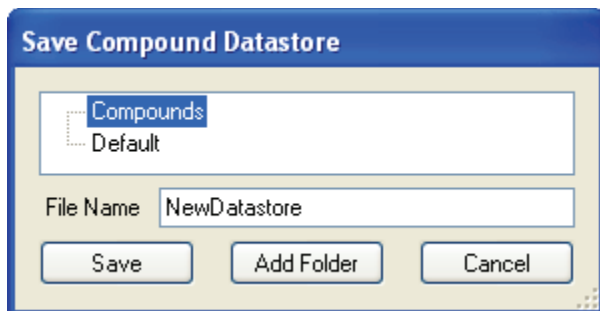 Save Compound Datastore
Compounds
Default
File Name NewDatastore
Save Add Folder Cancel